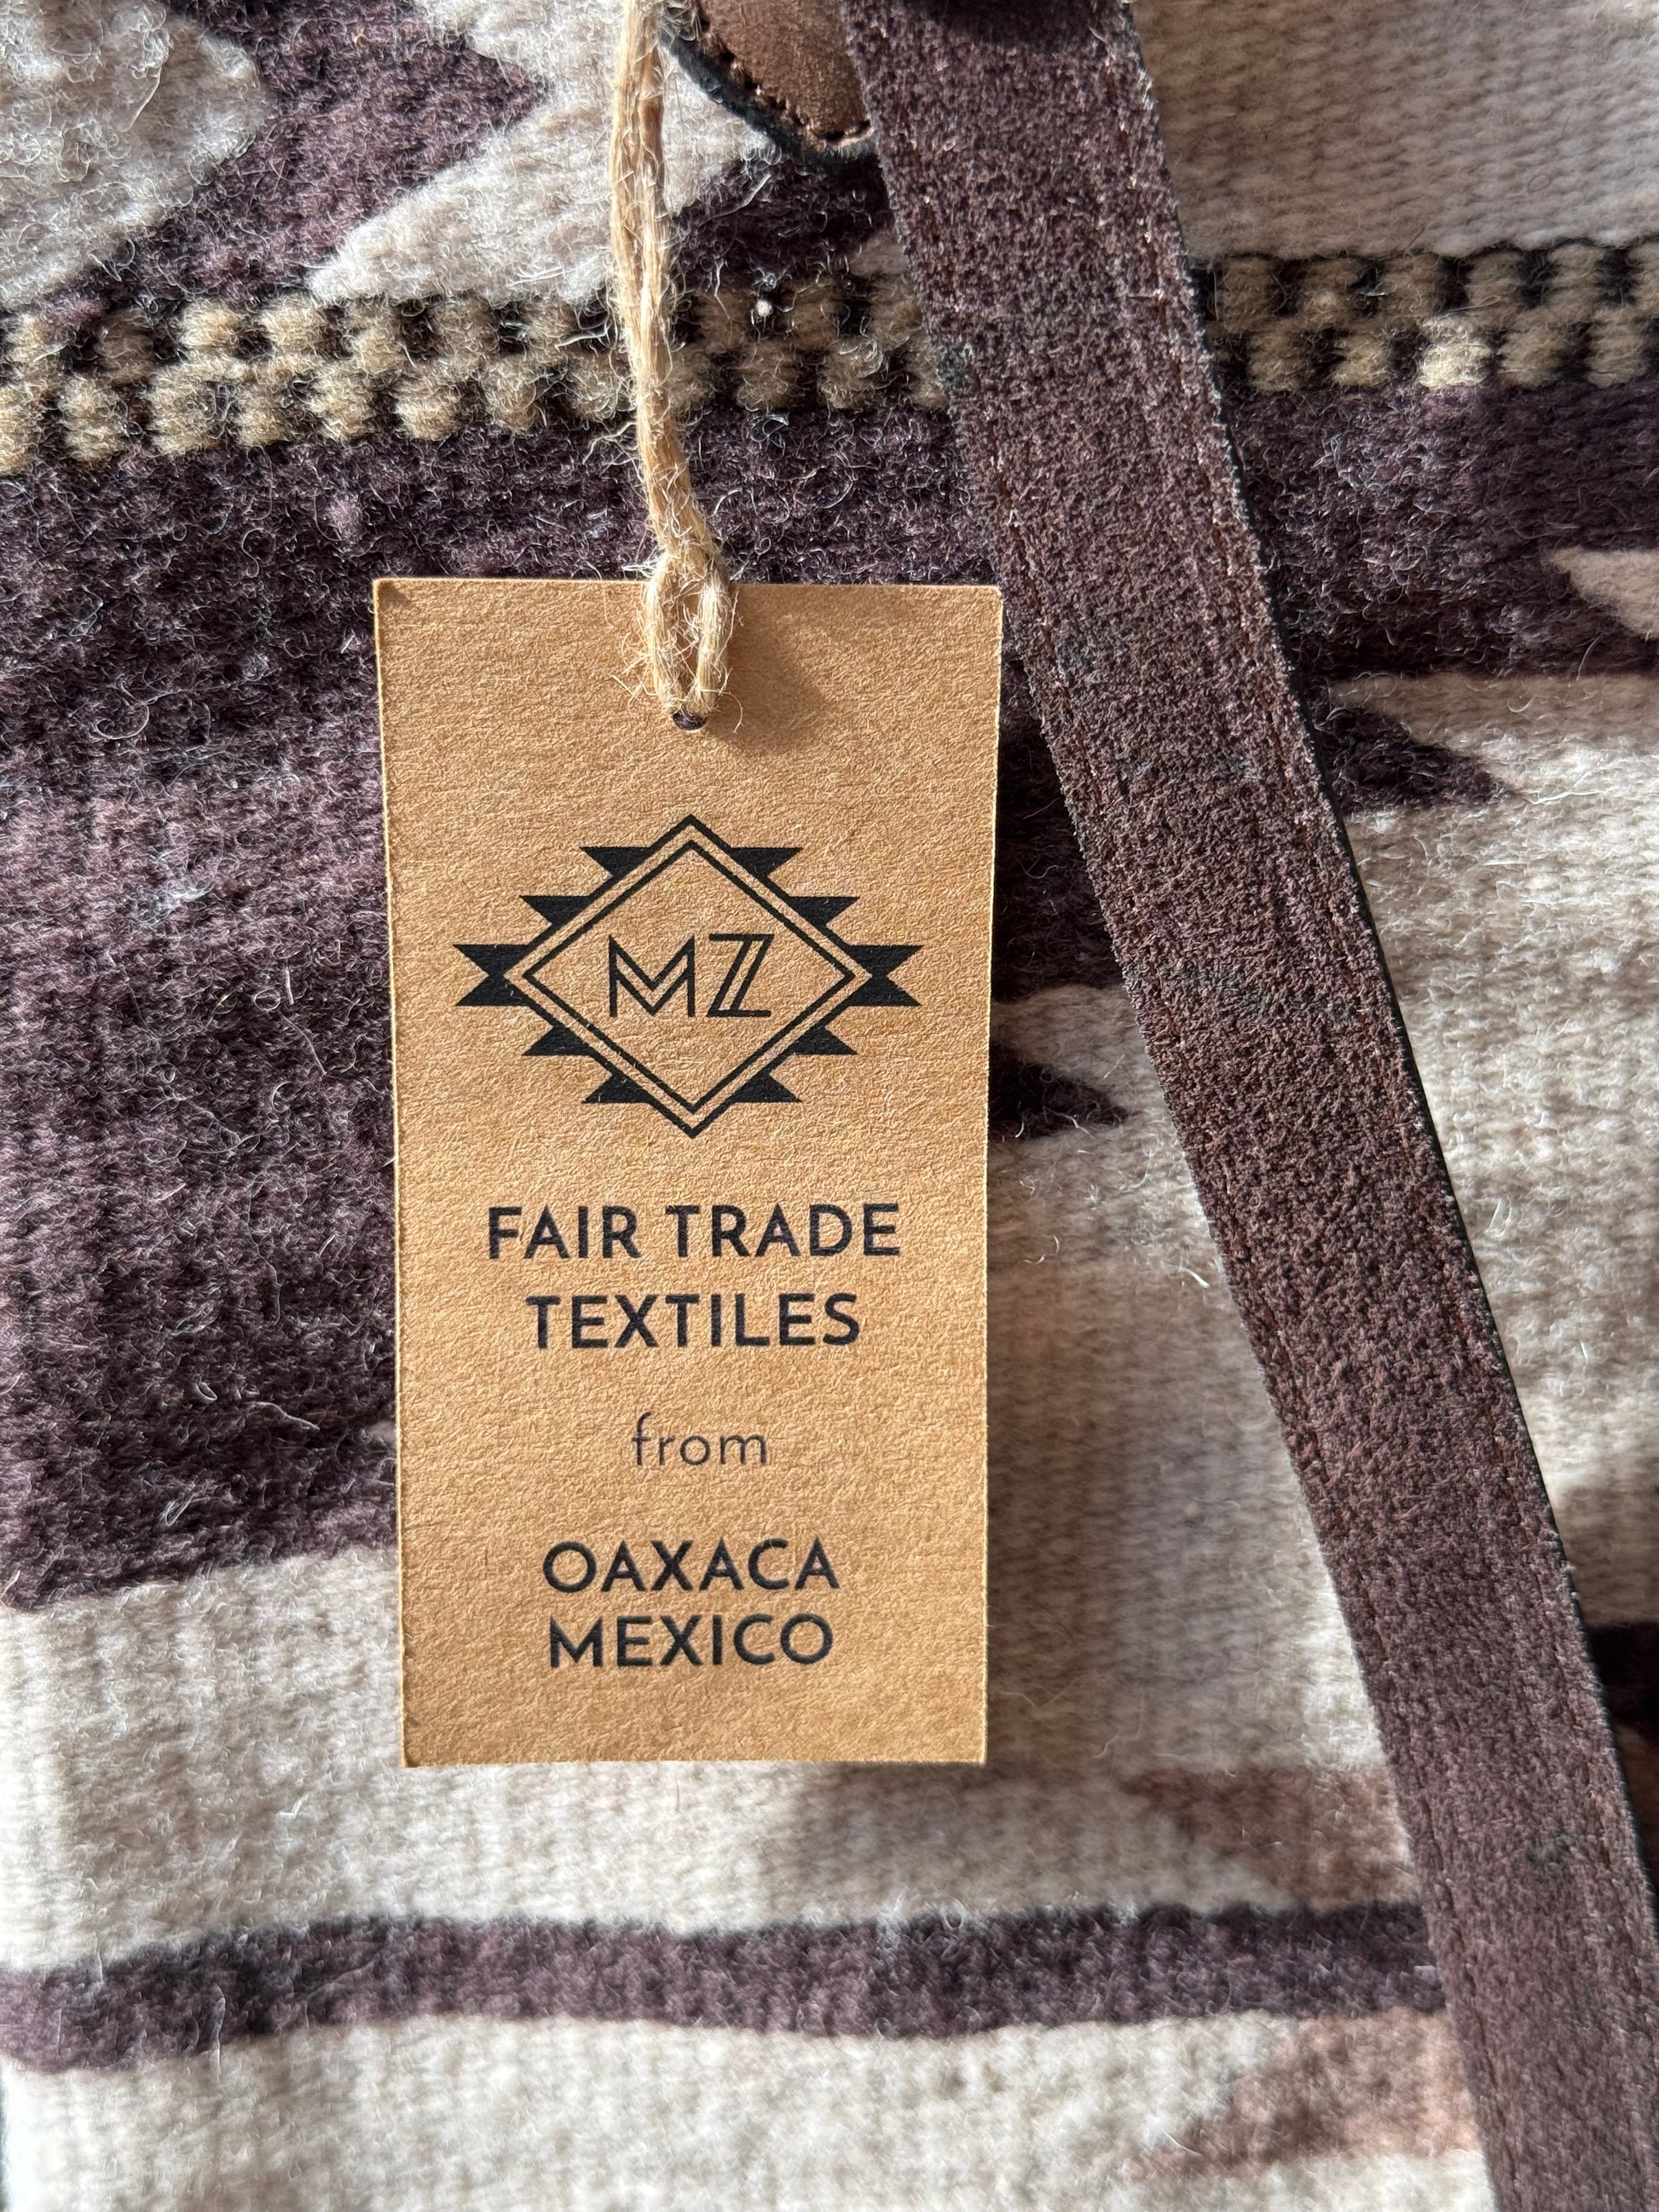 MZ
FAIR TRADE
TEXTILES
from
OAXACA
MEXICO